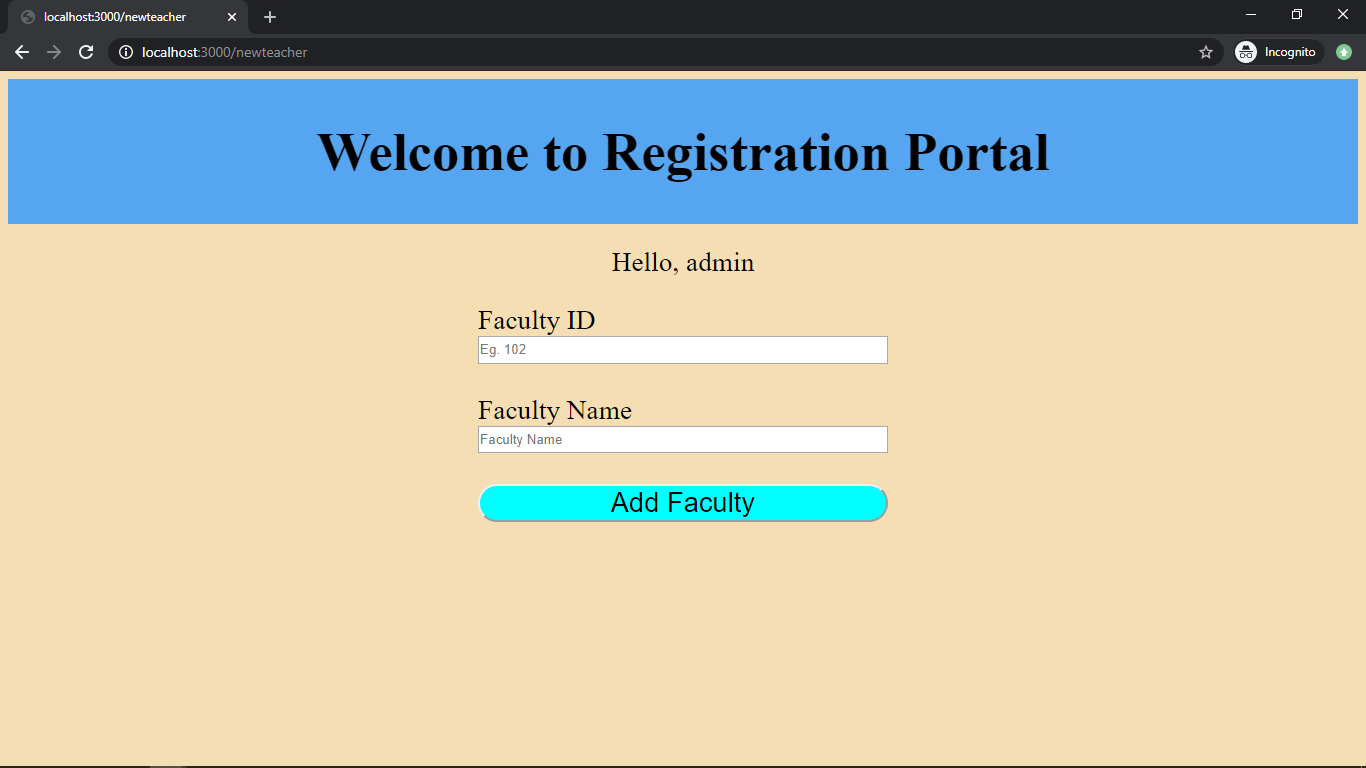 localhost:3000/newteacher
localhost:3000/newteacher
Incognito
Welcome to Registration Portal
Hello, admin
Faculty ID
Eg. 102
Faculty Name
Faculty Name
Add Faculty